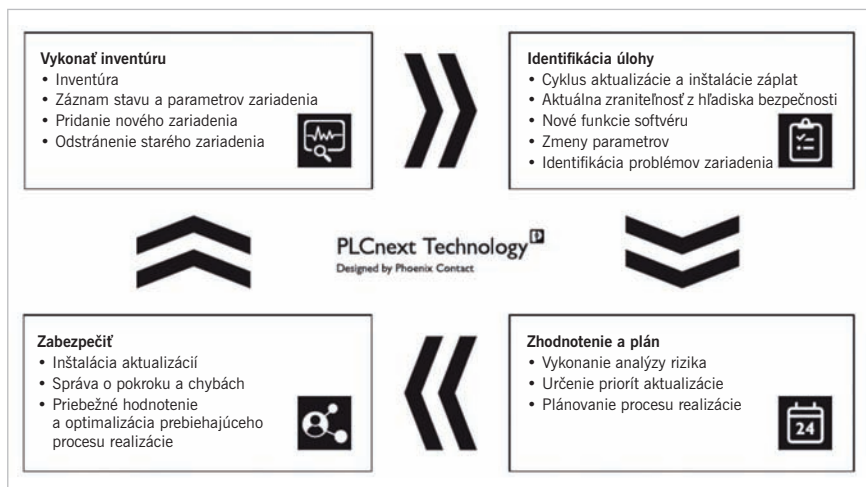 Vykonať inventúru
• Inventúra
• Záznam stavu a parametrov zariadenia
• Pridanie nového zariadenia
• Odstránenie starého zariadenia
Identifikácia úlohy
• Cyklus aktualizácie a inštalácie záplat
• Aktuálna zraniteľnosť z hľadiska bezpečnosti
• Nové funkcie softvéru
• Zmeny parametrov
• Identifikácia problémov zariadenia
PLCnext Technology
Designed by Phoenix Contact
Zabezpečiť
• Inštalácia aktualizácií
• Správa o pokroku a chybách
• Priebežné hodnotenie
a optimalizácia prebiehajúceho
procesu realizácie
Zhodnotenie a plán
• Vykonanie analýzy rizika
• Určenie priorít aktualizácie
• Plánovanie procesu realizácie
24